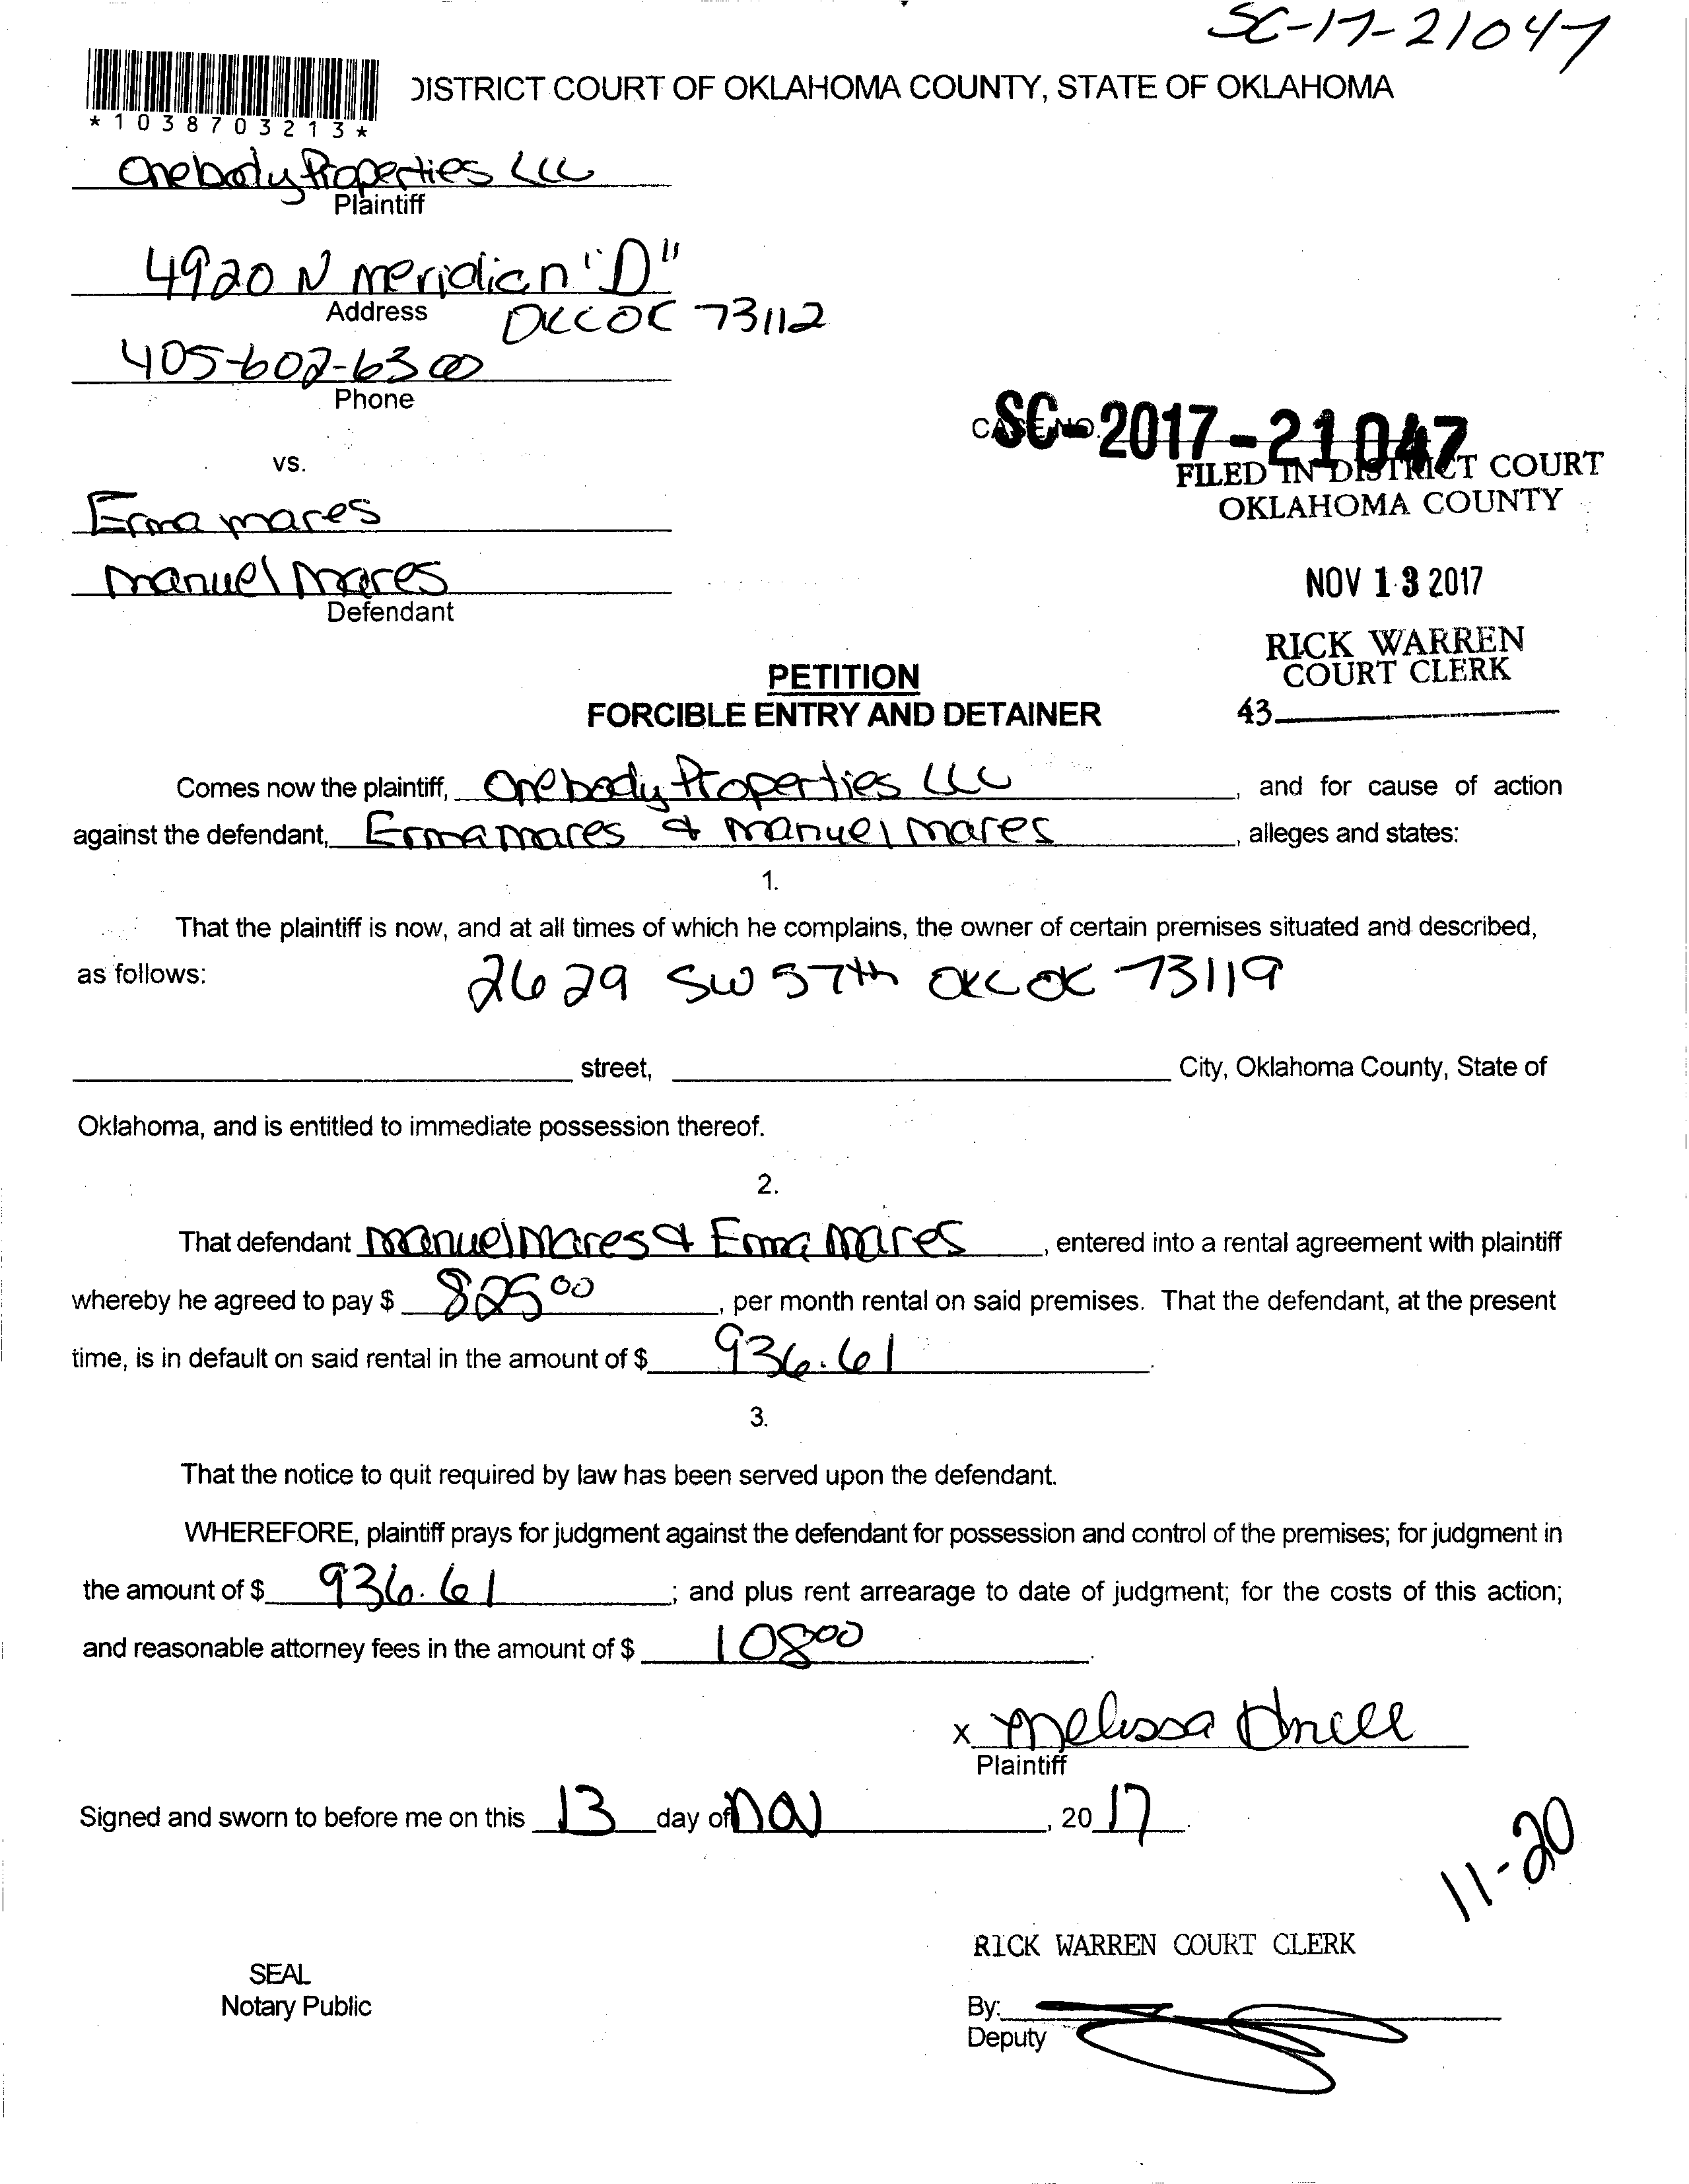 SC-17-21047
*1038703213*
DISTRICT COURT OF OKLAHOMA COUNTY, STATE OF OKLAHOMA
Onebody Properties LLC
Plaintiff
4920 N Meridian "D"
Address
OKC OK 73112
405-602-6300
Phone
CASE NO.
SC-2017-21047
vs.
FILED IN DISTRICT COURT
OKLAHOMA COUNTY
Erma Mares
Manuel Mares
Defendant
NOV 13 2017
RICK WARREN
COURT CLERK
43
PETITION
FORCIBLE ENTRY AND DETAINER
Comes now the plaintiff, Onebody Properties LLC, and for cause of action
against the defendant, Erma Mares & Manuel Mares, alleges and states:
1.
That the plaintiff is now, and at all times of which he complains, the owner of certain premises situated and described,
as follows: 2629 SW 57th OKC OK 73119
street, City, Oklahoma County, State of
Oklahoma, and is entitled to immediate possession thereof.
2.
That defendant Manuel Mares & Erma Mares, entered into a rental agreement with plaintiff
whereby he agreed to pay $ 825 00, per month rental on said premises. That the defendant, at the present
time, is in default on said rental in the amount of $ 936.61.
3.
That the notice to quit required by law has been served upon the defendant.
WHEREFORE, plaintiff prays for judgment against the defendant for possession and control of the premises; for judgment in
the amount of $ 936.61; and plus rent arrearage to date of judgment; for the costs of this action;
and reasonable attorney fees in the amount of $ 108 00.
x Melissa
Plaintiff
Signed and sworn to before me on this 13 day of Nov, 20 17.
11-20
RICK WARREN COURT CLERK
SEAL
Notary Public
By:
Deputy